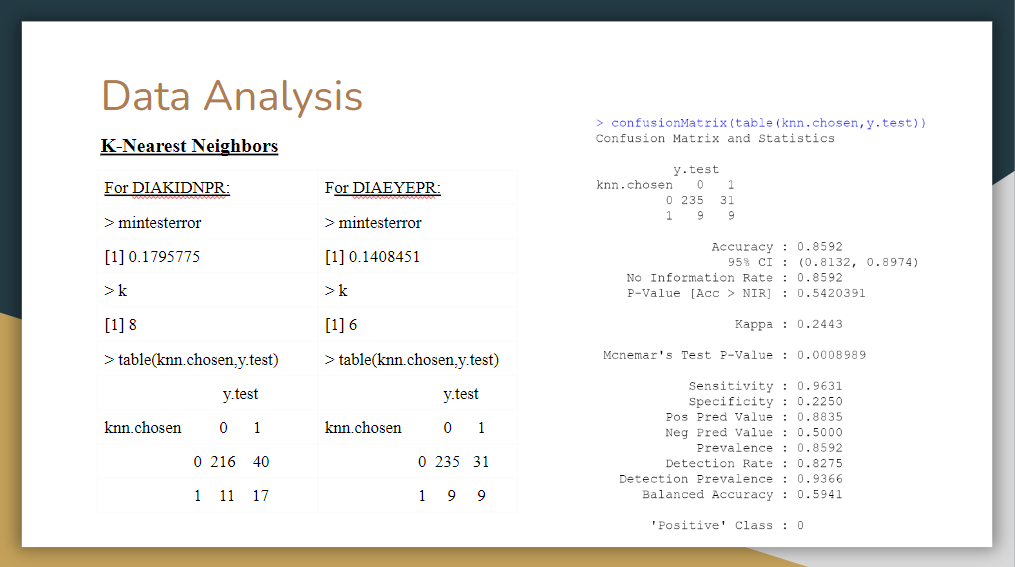 Data Analysis
K-Nearest Neighbors
For DIAKIDNPR:
> mintesterror
[1] 0.1795775
> k
[1] 8
> table(knn.chosen,y.test)
y.test
knn.chosen 0 1
0 216 40
1 11 17
For DIAEYEPR:
> mintesterror
[1] 0.1408451
> k
[1] 6
> table(knn.chosen,y.test)
y.test
knn.chosen 0 1
0 235 31
1 9 9
> confusionMatrix(table(knn.chosen,y.test))
Confusion Matrix and Statistics
y.test
knn.chosen 0 1
0 235 31
1 9 9
Accuracy : 0.8592
95% CI : (0.8132, 0.8974)
No Information Rate : 0.8592
P-Value [Acc > NIR] : 0.5420391
Kappa : 0.2443
Mcnemar's Test P-Value : 0.0008989
Sensitivity : 0.9631
Specificity : 0.2250
Pos Pred Value : 0.8835
Neg Pred Value : 0.5000
Prevalence : 0.8592
Detection Rate : 0.8275
Detection Prevalence : 0.9366
Balanced Accuracy : 0.5941
'Positive' Class : 0